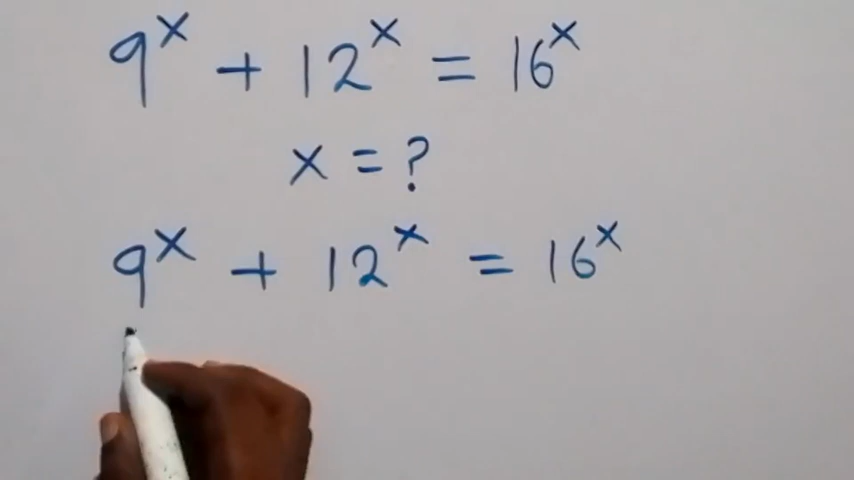 9^x + 12^x = 16^x
x = ?
9^x + 12^x = 16^x